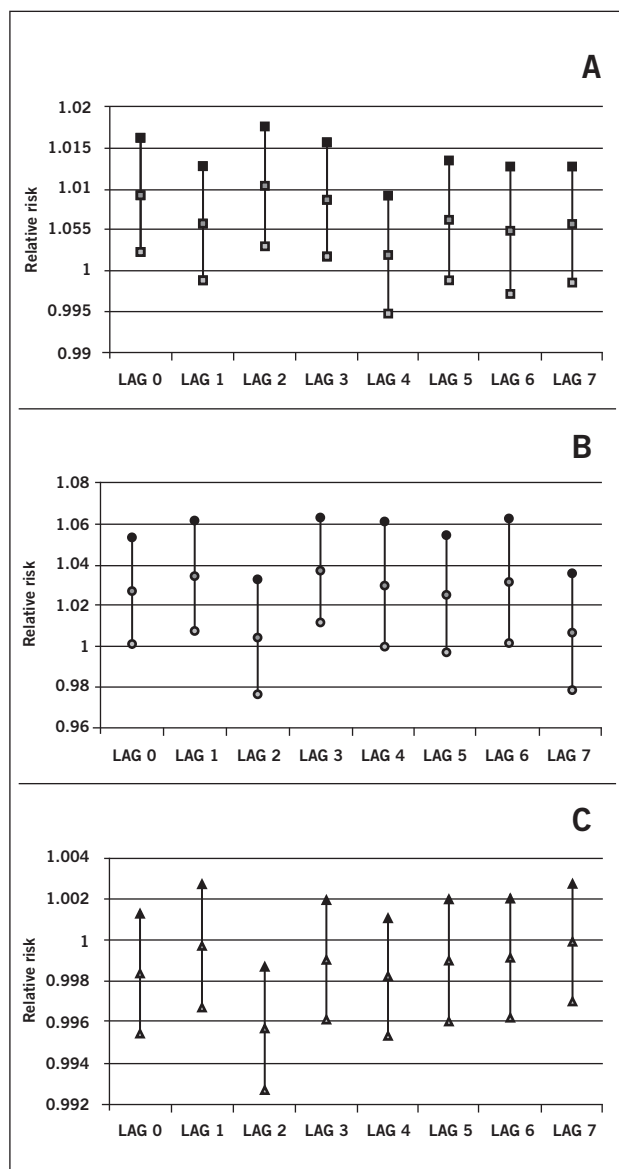 A
Relative risk
1.02
1.015
1.01
1.055
1
0.995
0.99
LAG 0 LAG 1 LAG 2 LAG 3 LAG 4 LAG 5 LAG 6 LAG 7
B
Relative risk
1.08
1.06
1.04
1.02
1
0.98
0.96
LAG 0 LAG 1 LAG 2 LAG 3 LAG 4 LAG 5 LAG 6 LAG 7
C
Relative risk
1.004
1.002
1
0.998
0.996
0.994
0.992
LAG 0 LAG 1 LAG 2 LAG 3 LAG 4 LAG 5 LAG 6 LAG 7